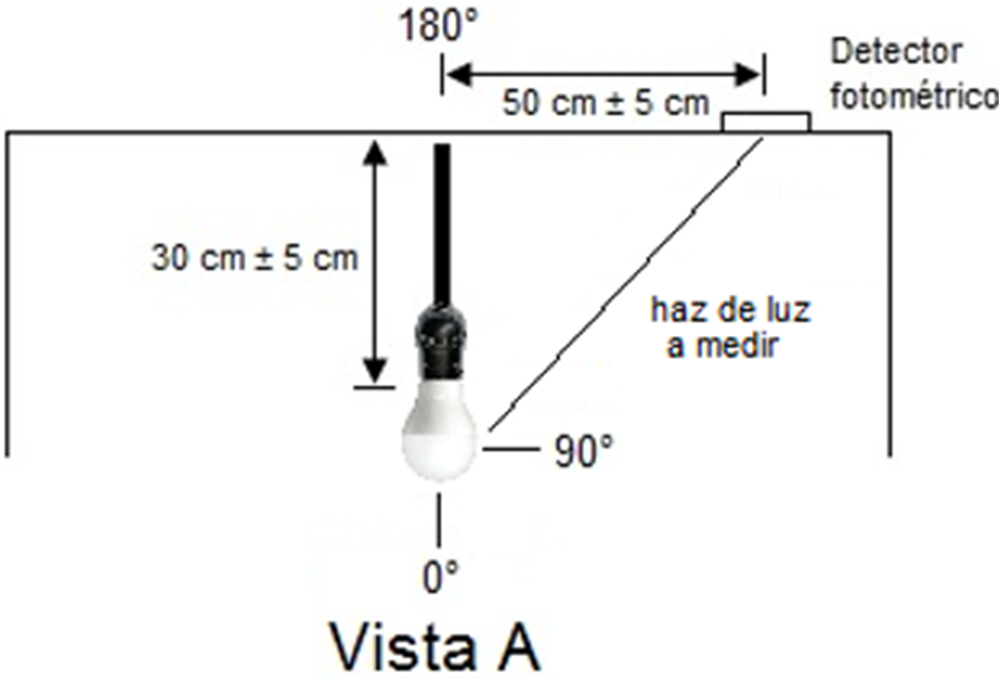 180°
Detector
fotométrico
50 cm ± 5 cm
30 cm ± 5 cm
haz de luz
a medir
90°
0°
Vista A